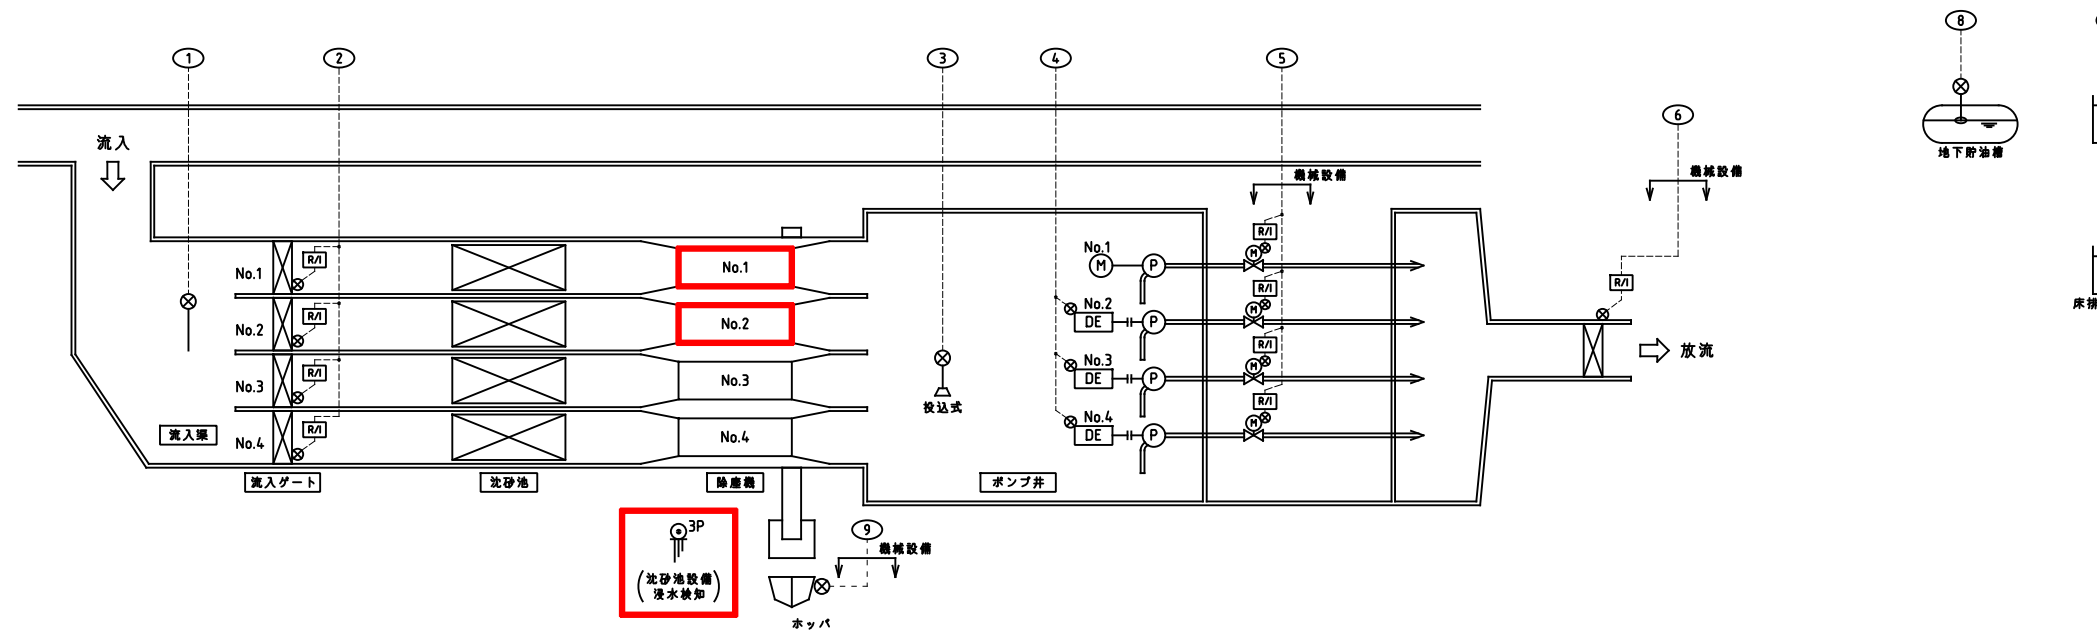 1
2
3
4
5
8
6
流入
機械設備
機械設備
地下貯油槽
No.1
R/I
No.1
No.1
M
P
M
R/I
No.2
R/I
No.2
No.2
DE
P
M
R/I
R/I
No.3
R/I
No.3
No.3
DE
P
M
R/I
No.4
R/I
No.4
No.4
DE
P
M
R/I
投込式
放流
床排
流入渠
流入ゲート
沈砂池
除塵機
ポンプ井
3P
(沈砂池設備
浸水検知)
9
機械設備
ホッパ